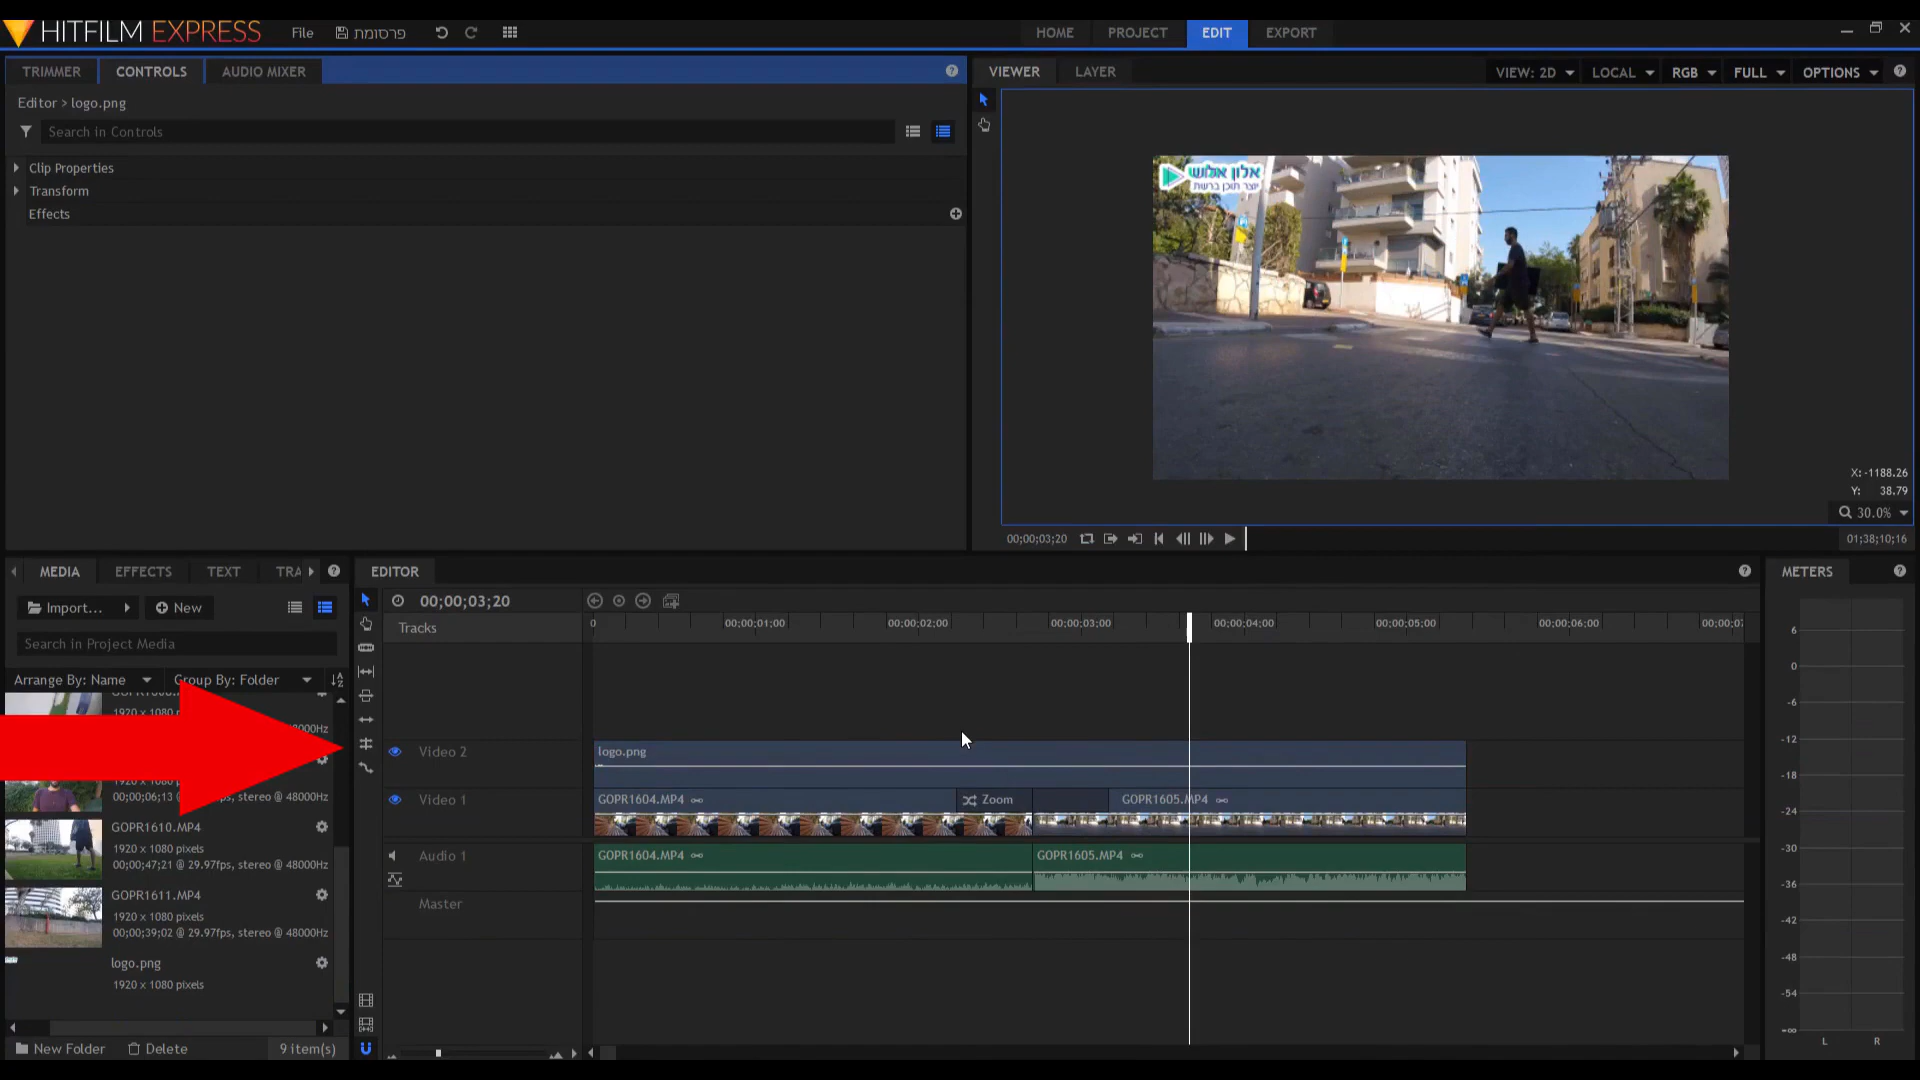 HITFILM EXPRESS
File
פרסומת
HOME
PROJECT
EDIT
EXPORT
TRIMMER
CONTROLS
AUDIO MIXER
VIEWER
LAYER
VIEW: 2D
LOCAL
RGB
FULL
OPTIONS
Editor > logo.png
Search in Controls
Clip Properties
Transform
Effects
אלון אלוש
יוצר תוכן ברשת
X: -1188.26
Y: 38.79
30.0%
00;00;03;20
01;38;10;16
MEDIA
EFFECTS
TEXT
TRA
EDITOR
METERS
Import...
New
00;00;03;20
Search in Project Media
Tracks
0
00;00;01;00
00;00;02;00
00;00;03;00
00;00;04;00
00;00;05;00
00;00;06;00
00;00;07
Arrange By: Name
Group By: Folder
1920 x 1080
000Hz
00;00;06;13
fps, stereo @ 48000Hz
GOPR1610.MP4
1920 x 1080 pixels
00;00;47;21 @ 29.97fps, stereo @ 48000Hz
GOPR1611.MP4
1920 x 1080 pixels
00;00;39;02 @ 29.97fps, stereo @ 48000Hz
logo.png
1920 x 1080 pixels
New Folder
Delete
9 item(s)
Video 2
logo.png
Video 1
GOPR1604.MP4
Zoom
GOPR1605.MP4
Audio 1
GOPR1604.MP4
GOPR1605.MP4
Master
6
0
-6
-12
-18
-24
-30
-36
-42
-48
-54
-∞
L
R